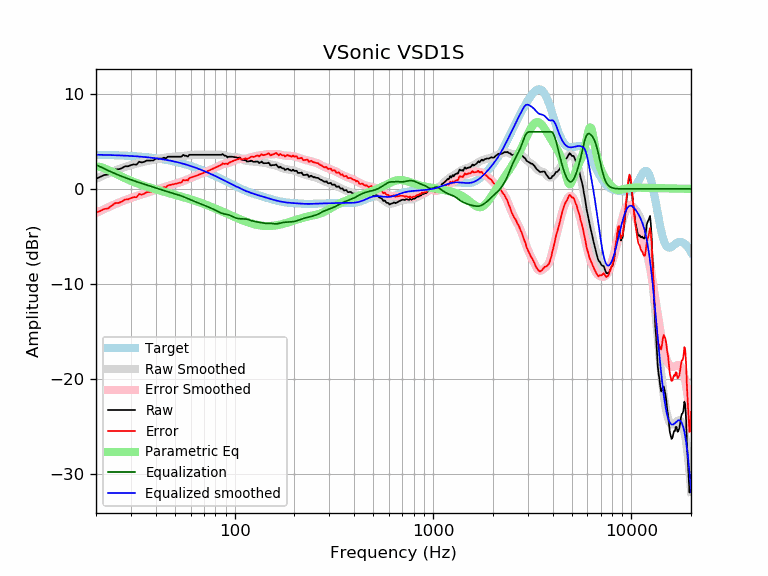 VSonic VSD1S
10
0
−10
−20
−30
Amplitude (dBr)
Target
Raw Smoothed
Error Smoothed
Raw
Error
Parametric Eq
Equalization
Equalized smoothed
100 1000 10000
Frequency (Hz)